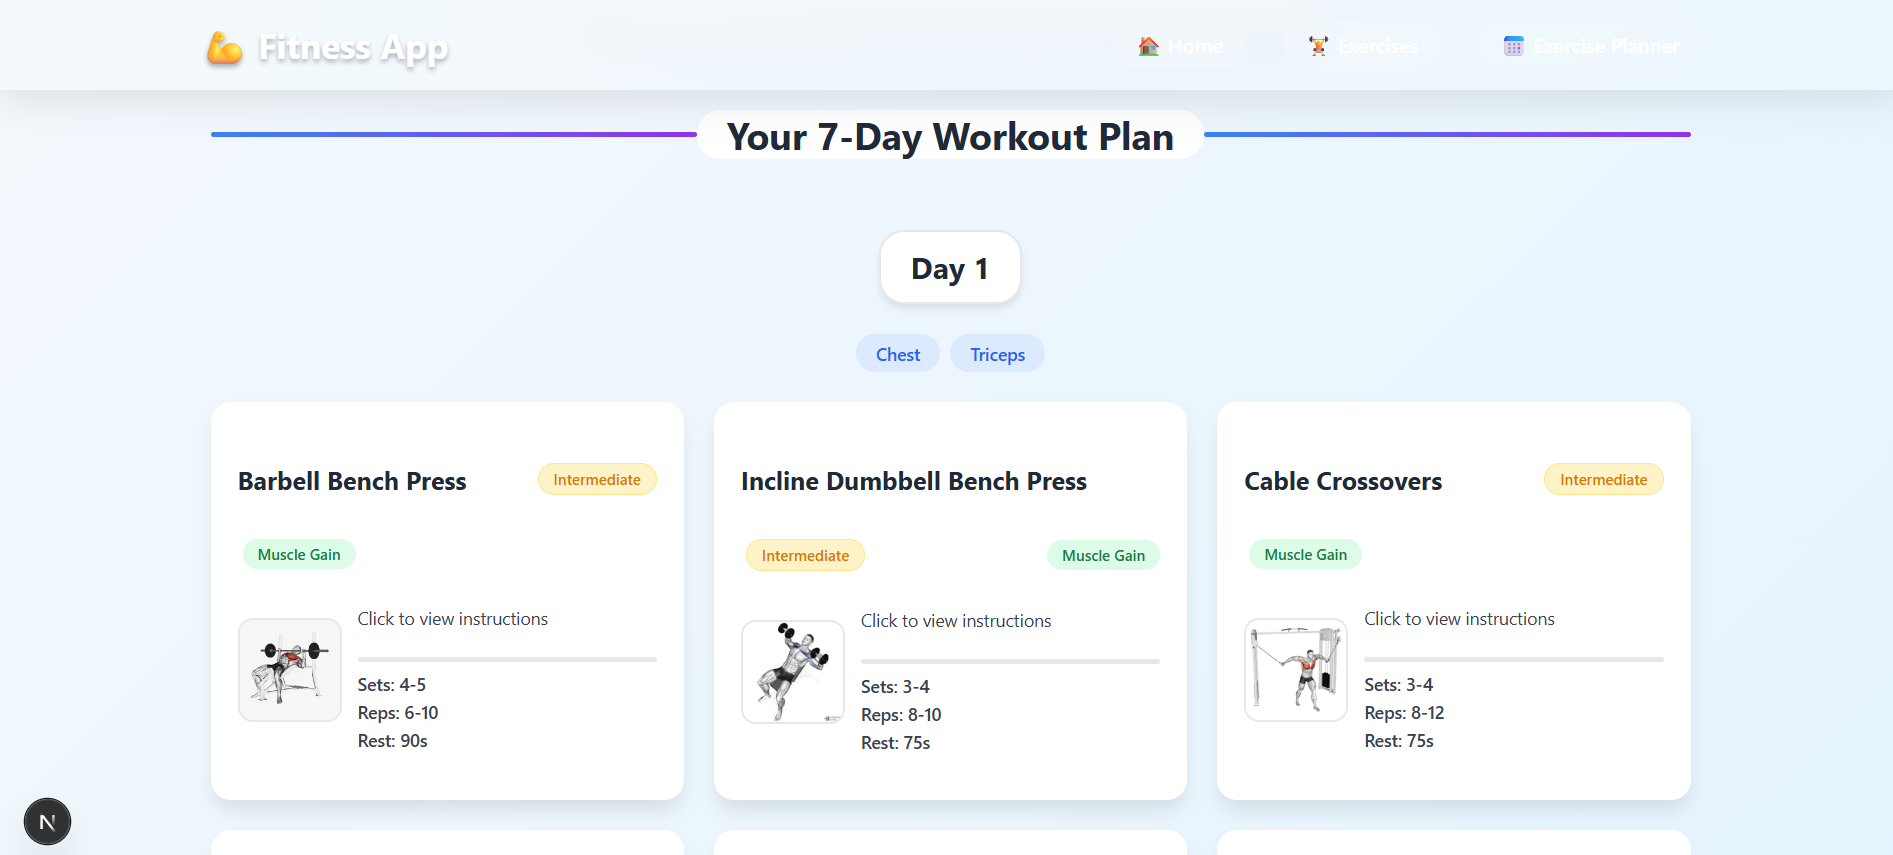 💪 Fitness App
🏠 Home
🏋️ Exercises
📅 Exercise Planner
Your 7-Day Workout Plan
Day 1
Chest
Triceps
Barbell Bench Press
Intermediate
Muscle Gain
Click to view instructions
Sets: 4-5
Reps: 6-10
Rest: 90s
Incline Dumbbell Bench Press
Intermediate
Muscle Gain
Click to view instructions
Sets: 3-4
Reps: 8-10
Rest: 75s
Cable Crossovers
Intermediate
Muscle Gain
Click to view instructions
Sets: 3-4
Reps: 8-12
Rest: 75s
N